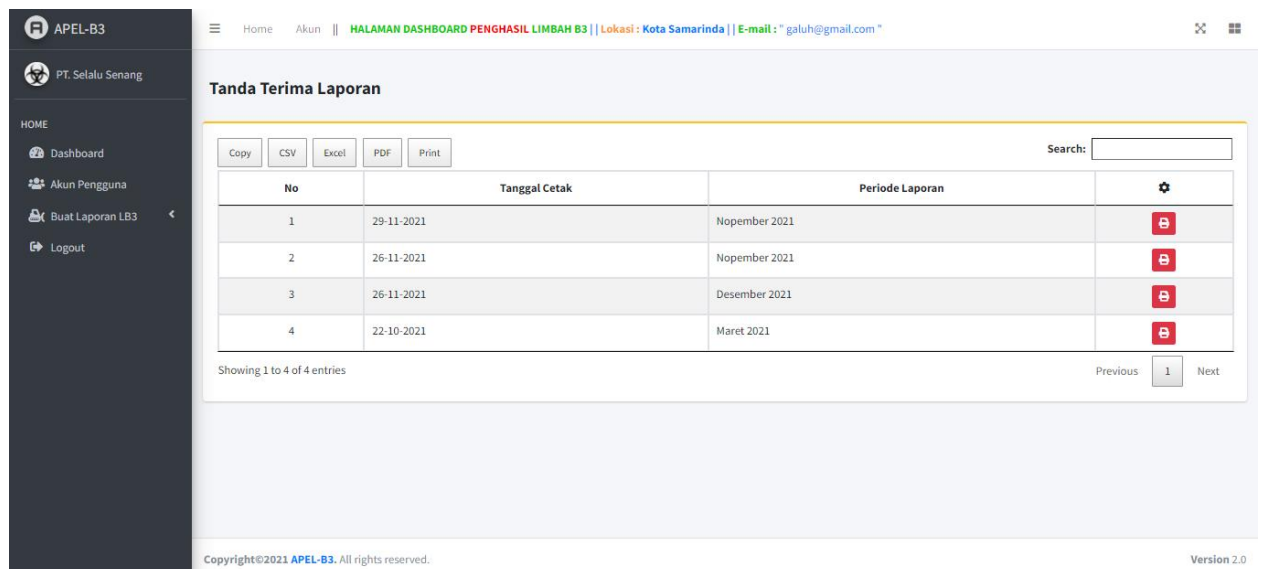 APEL-B3
Home Akun || HALAMAN DASHBOARD PENGHASIL LIMBAH B3 || Lokasi : Kota Samarinda || E-mail : " galuh@gmail.com "
PT. Selalu Senang
HOME
Dashboard
Akun Pengguna
Buat Laporan LB3
Logout
Tanda Terima Laporan
Copy CSV Excel PDF Print Search:
No Tanggal Cetak Periode Laporan
1 29-11-2021 Nopember 2021
2 26-11-2021 Nopember 2021
3 26-11-2021 Desember 2021
4 22-10-2021 Maret 2021
Showing 1 to 4 of 4 entries Previous 1 Next
Copyright©2021 APEL-B3. All rights reserved. Version 2.0